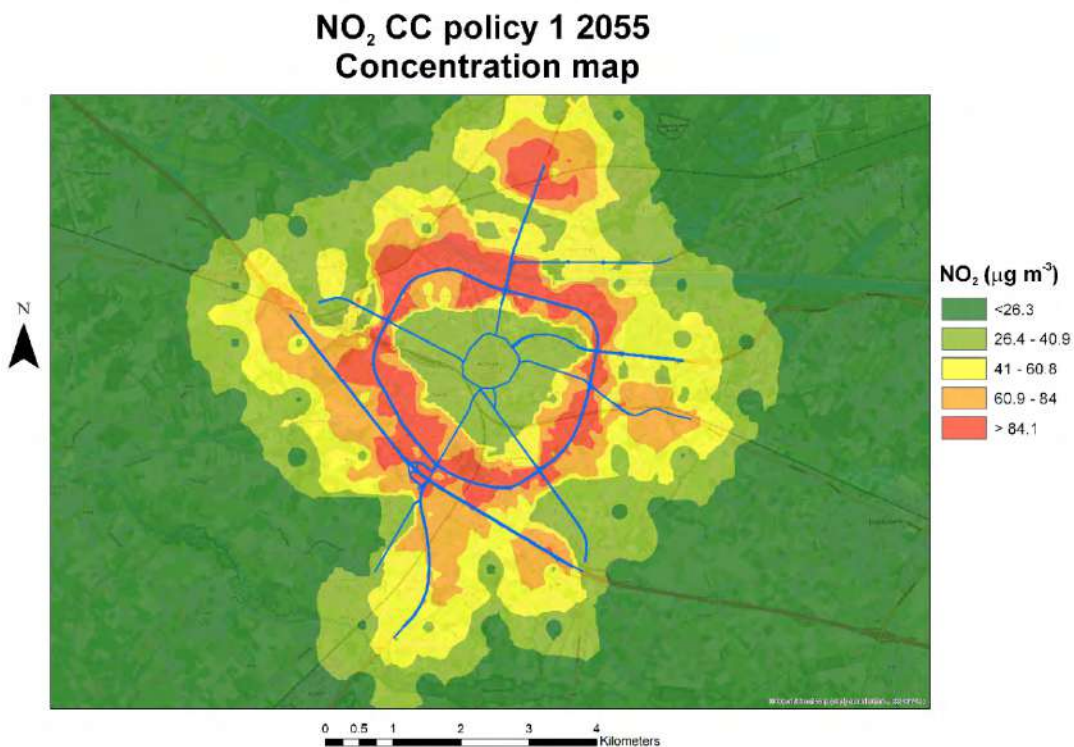 NO₂ CC policy 1 2055
Concentration map
N
NO₂ (µg m⁻³)
<26.3
26.4 - 40.9
41 - 60.8
60.9 - 84
> 84.1
0 0.5 1 2 3 4
Kilometers